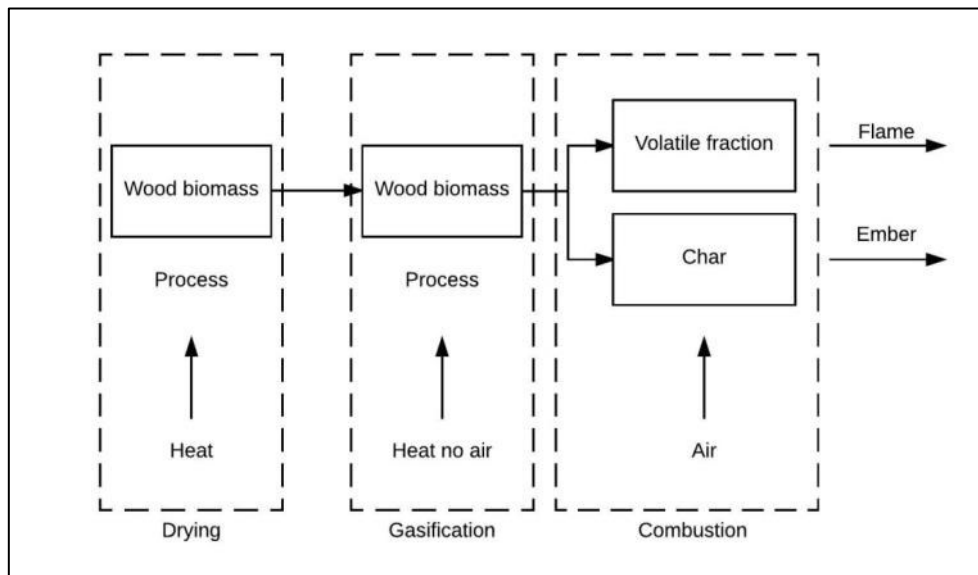 Wood biomass
Process
Heat
Drying
Wood biomass
Process
Heat no air
Gasification
Volatile fraction
Char
Air
Combustion
Flame
Ember